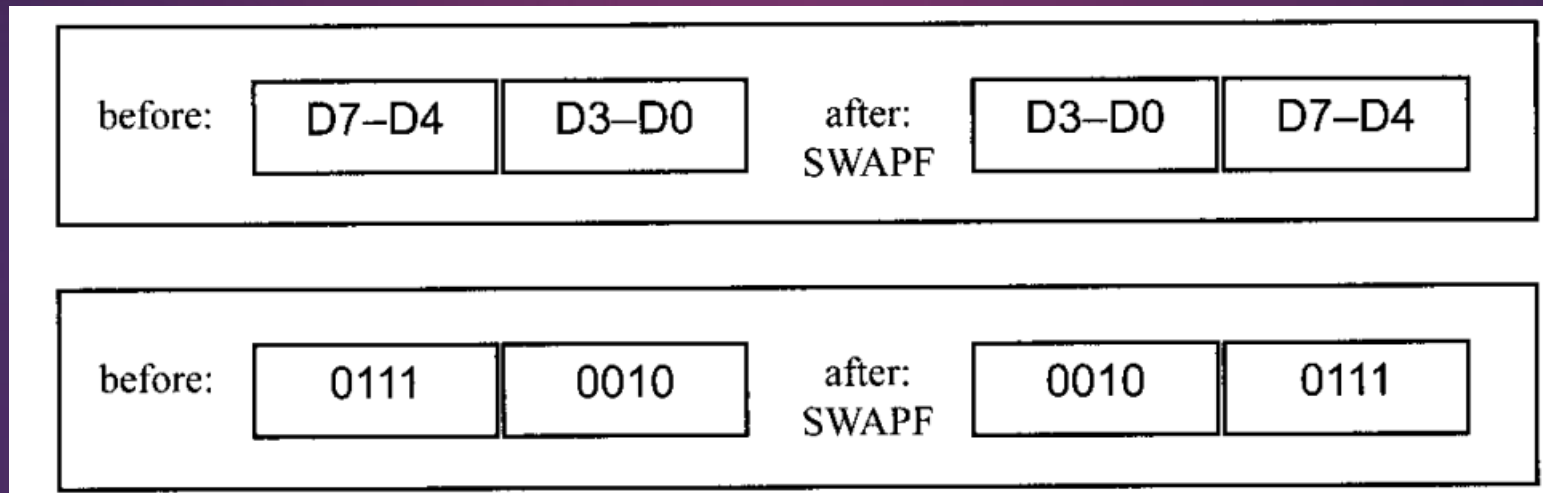 before: D7–D4 D3–D0 after: D3–D0 D7–D4
SWAPF
before: 0111 0010 after: 0010 0111
SWAPF